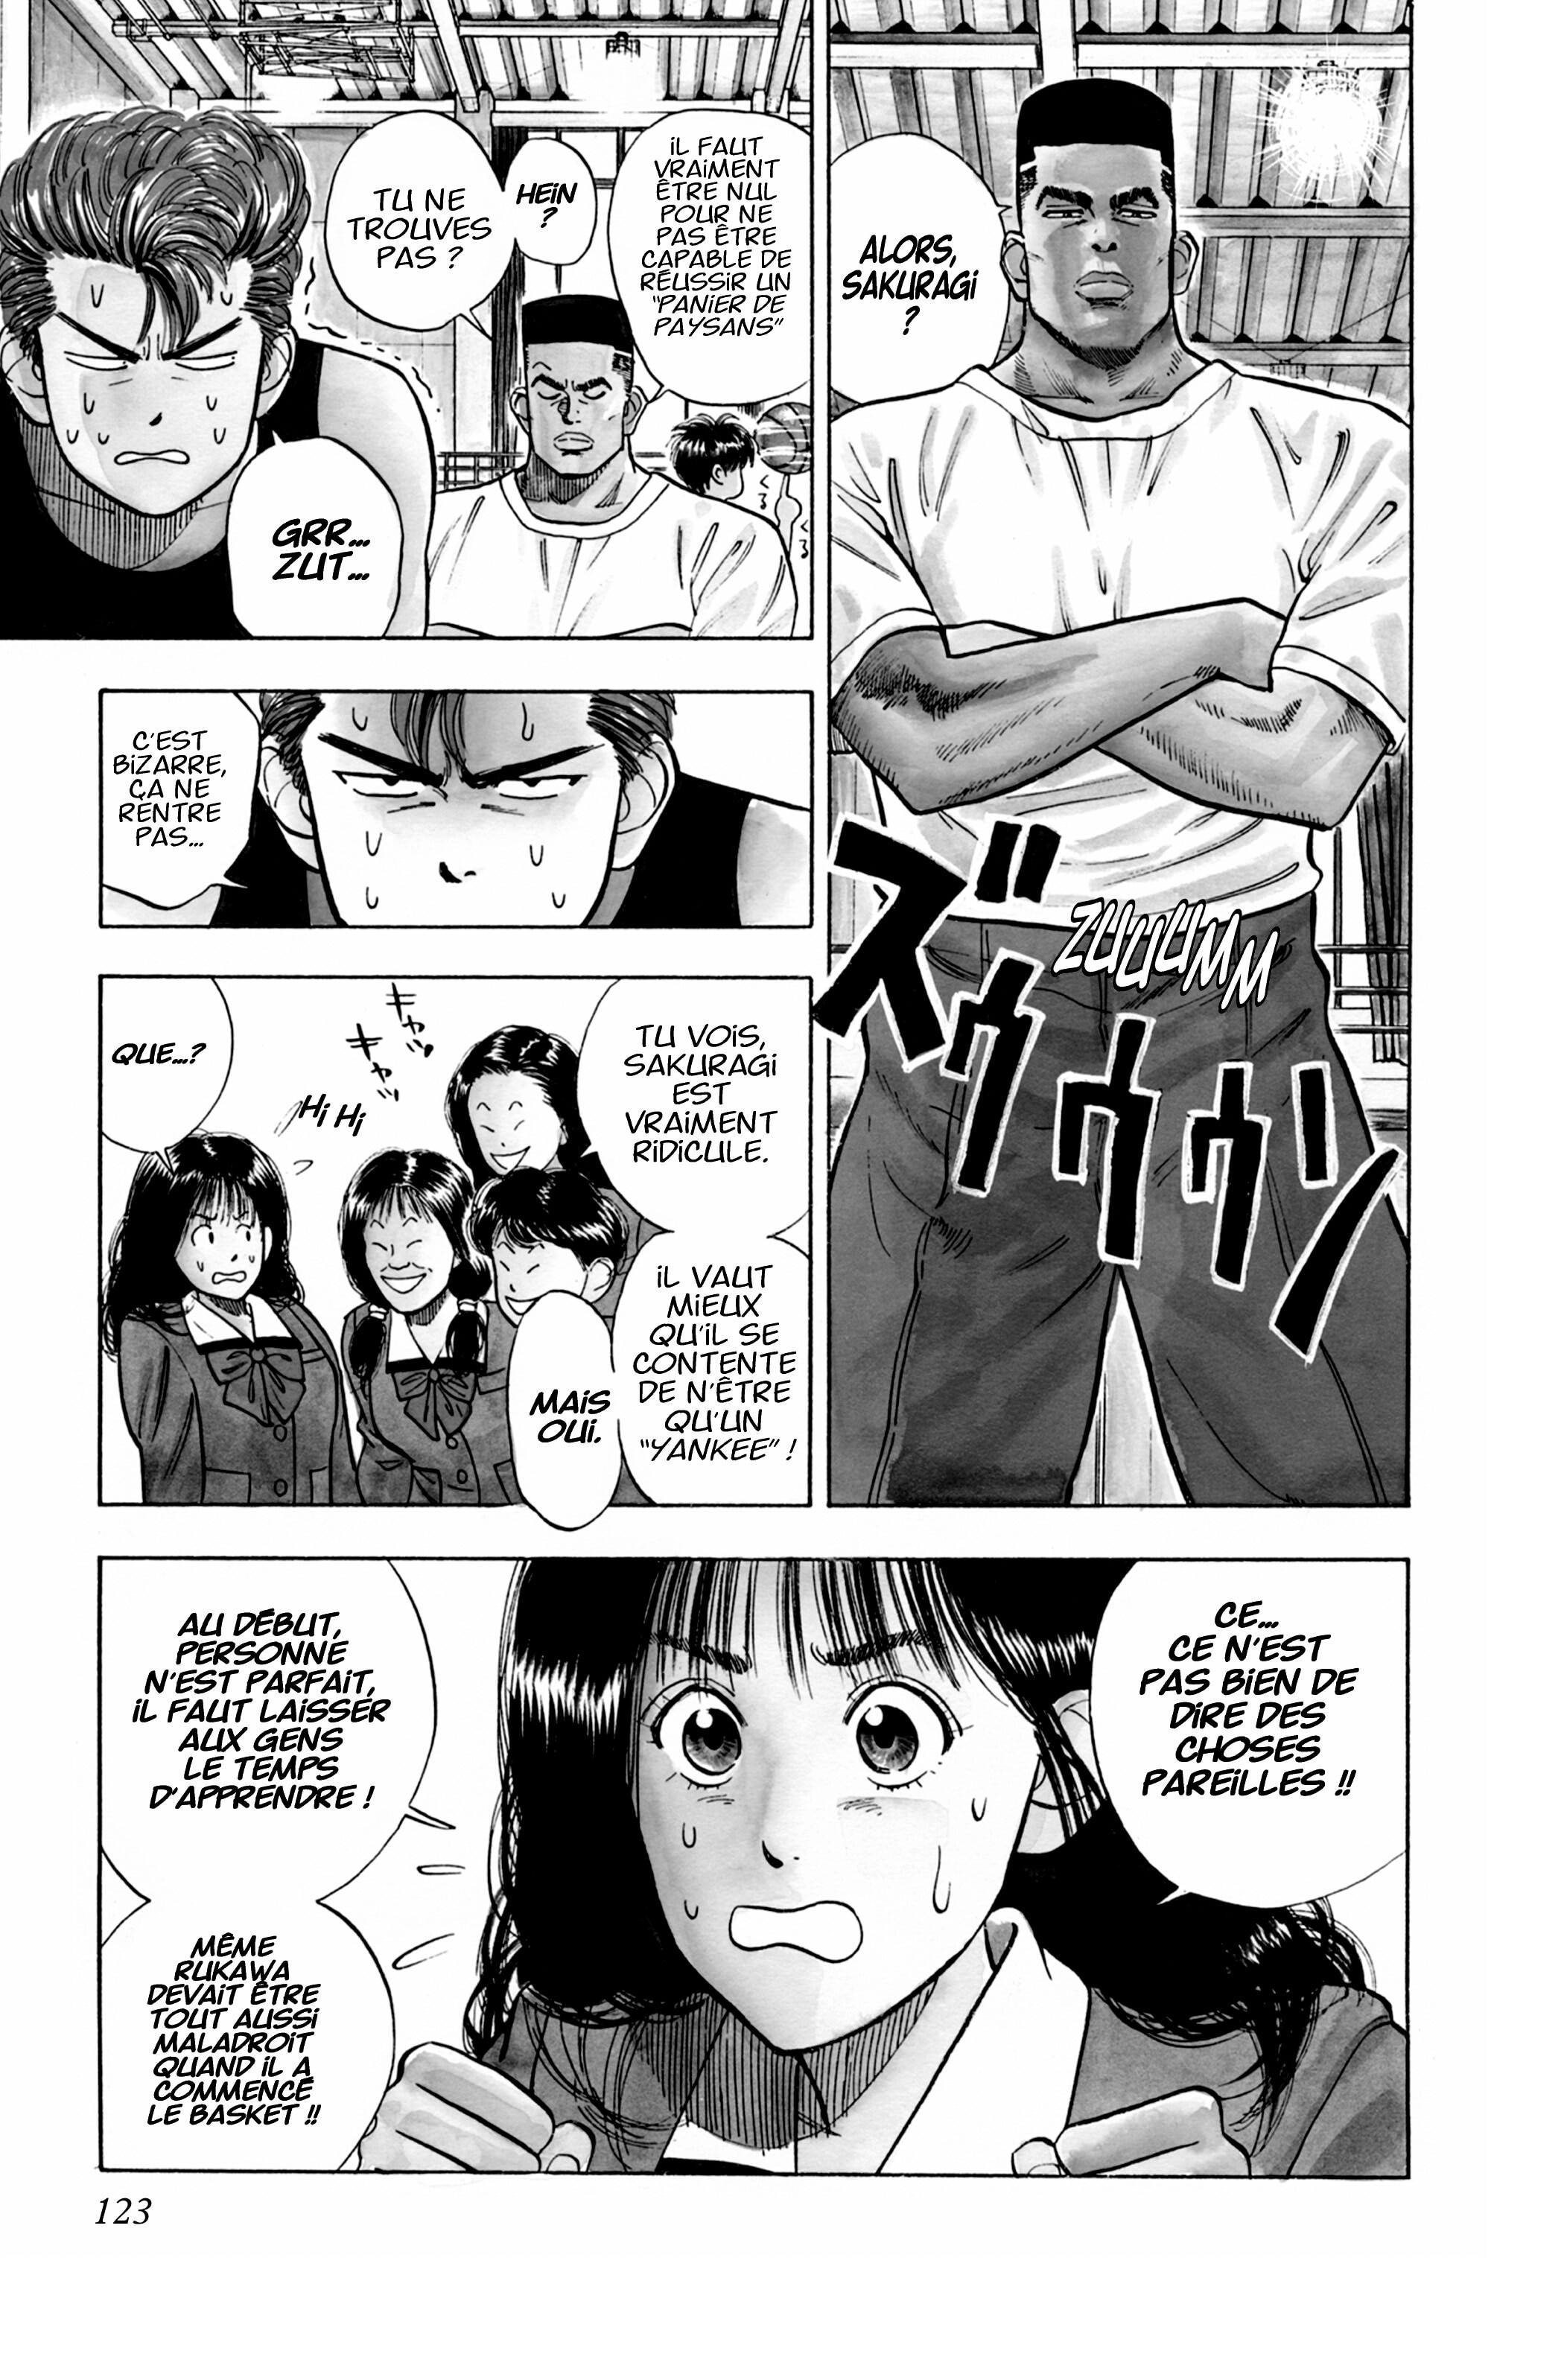 ALORS,
SAKURAGI
?
ズウウウン
ZUUUUMM
IL FAUT
VRAIMENT
ÊTRE NUL
POUR NE
PAS ÊTRE
CAPABLE DE
RÉUSSIR UN
"PANIER DE
PAYSANS"
HEIN
?
TU NE
TROUVES
PAS ?
くる
くる
GRR...
ZUT...
C'EST
BIZARRE,
ÇA NE
RENTRE
PAS...
TU VOIS,
SAKURAGI
EST
VRAIMENT
RIDICULE.
IL VAUT
MIEUX
QU'IL SE
CONTENTE
DE N'ÊTRE
QU'UN
"YANKEE" !
MAIS
OUI.
キャッ
キャッ
HI HI
QUE...?
CE...
CE N'EST
PAS BIEN DE
DIRE DES
CHOSES
PAREILLES !!
AU DÉBUT,
PERSONNE
N'EST PARFAIT,
IL FAUT LAISSER
AUX GENS
LE TEMPS
D'APPRENDRE !
MÊME
RUKAWA
DEVAIT ÊTRE
TOUT AUSSI
MALADROIT
QUAND IL A
COMMENCÉ
LE BASKET !!
123